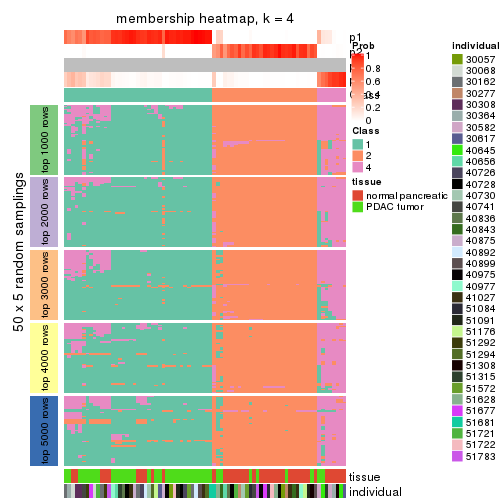 membership heatmap, k = 4
p1
p2
Prob
1
0.8
0.6
0.4
0.2
0
Class
1
2
4
tissue
normal pancreatic
PDAC tumor
individual
30057
30068
30162
30277
30308
30364
30582
30617
40645
40656
40726
40728
40730
40741
40836
40843
40875
40892
40899
40975
40977
41027
51084
51091
51176
51292
51294
51308
51315
51572
51628
51677
51681
51721
51722
51783
50 x 5 random samplings
top 1000 rows
top 2000 rows
top 3000 rows
top 4000 rows
top 5000 rows
tissue
individual